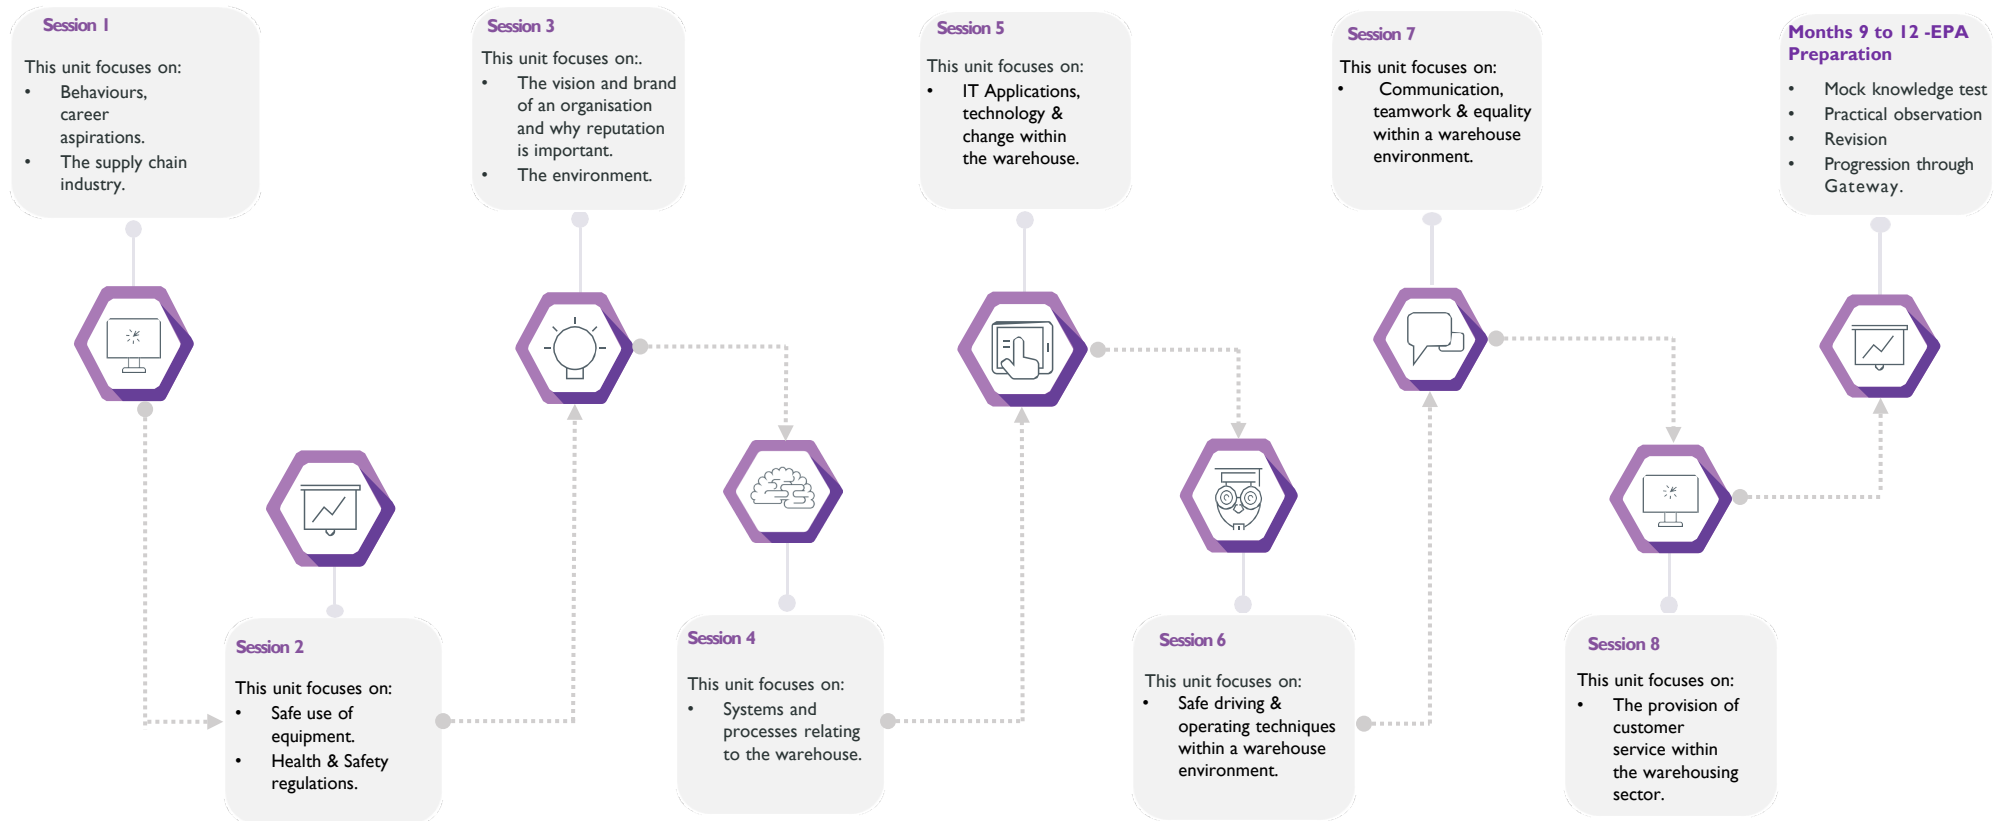 Session 1
This unit focuses on:
• Behaviours,
career
aspirations.
• The supply chain
industry.
Session 2
This unit focuses on:
• Safe use of
equipment.
• Health & Safety
regulations.
Session 3
This unit focuses on:.
• The vision and brand
of an organisation
and why reputation
is important.
• The environment.
Session 4
This unit focuses on:
• Systems and
processes relating
to the warehouse.
Session 5
This unit focuses on:
• IT Applications,
technology &
change within
the warehouse.
Session 6
This unit focuses on:
• Safe driving &
operating techniques
within a warehouse
environment.
Session 7
This unit focuses on:
• Communication,
teamwork & equality
within a warehouse
environment.
Session 8
This unit focuses on:
• The provision of
customer
service within
the warehousing
sector.
Months 9 to 12 -EPA
Preparation
• Mock knowledge test
• Practical observation
• Revision
• Progression through
Gateway.